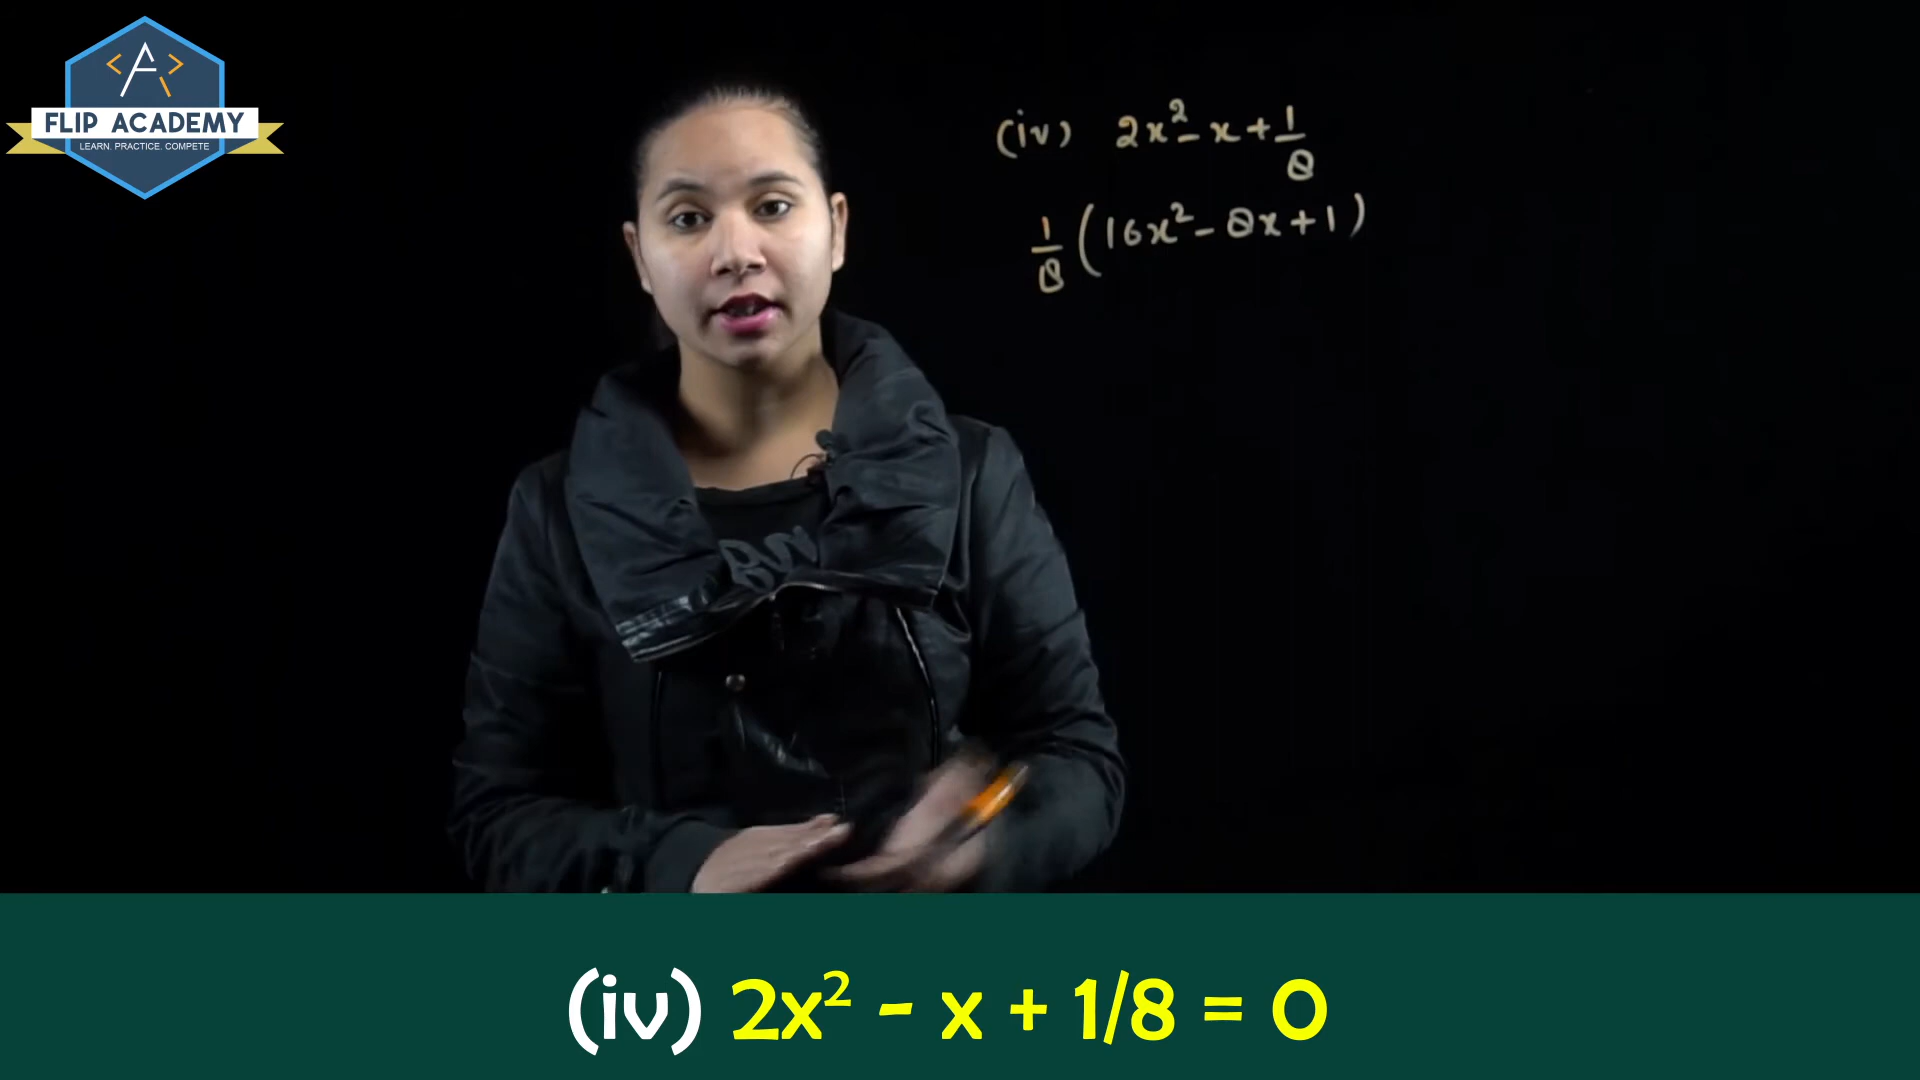 FLIP ACADEMY
LEARN. PRACTICE. COMPETE
(iv) 2x² - x + 1/8
1/8 (16x² - 8x + 1)
(iv) 2x² - x + 1/8 = 0